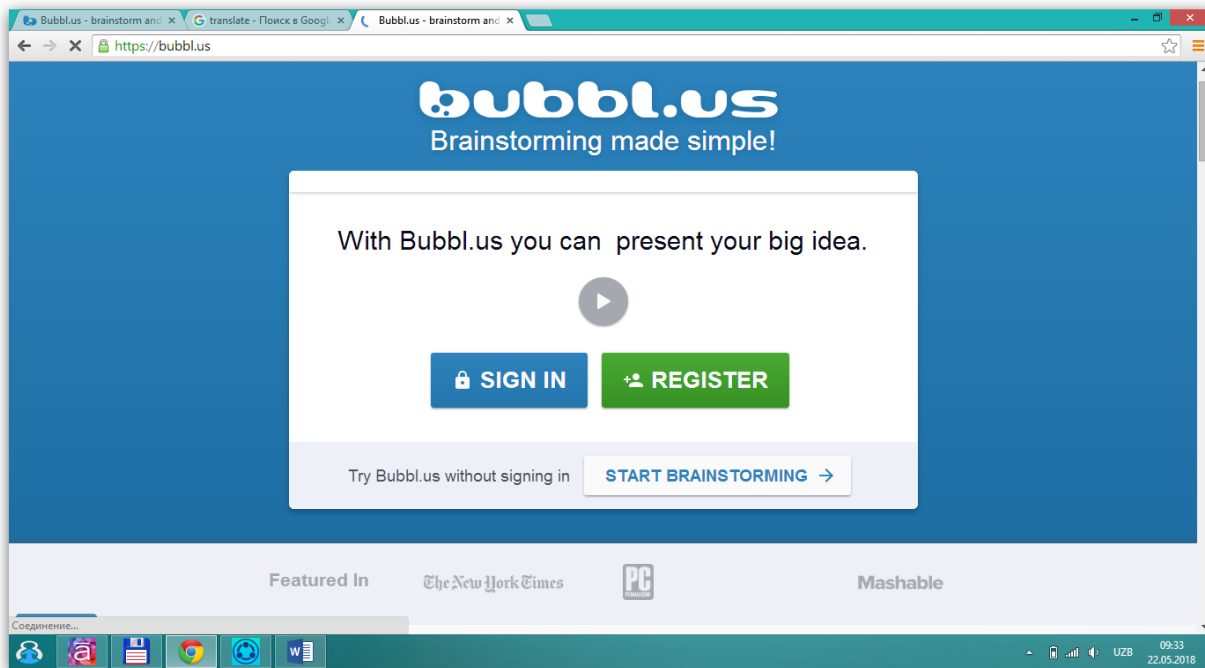 Bubbl.us - brainstorm and
translate - Поиск в Googl
Bubbl.us - brainstorm and
https://bubbl.us
bubbl.us
Brainstorming made simple!
With Bubbl.us you can  present your big idea.
SIGN IN
REGISTER
Try Bubbl.us without signing in
START BRAINSTORMING
Featured In
The New York Times
PC
PCMAG.COM
Mashable
Соединение...
UZB
09:33
22.05.2018